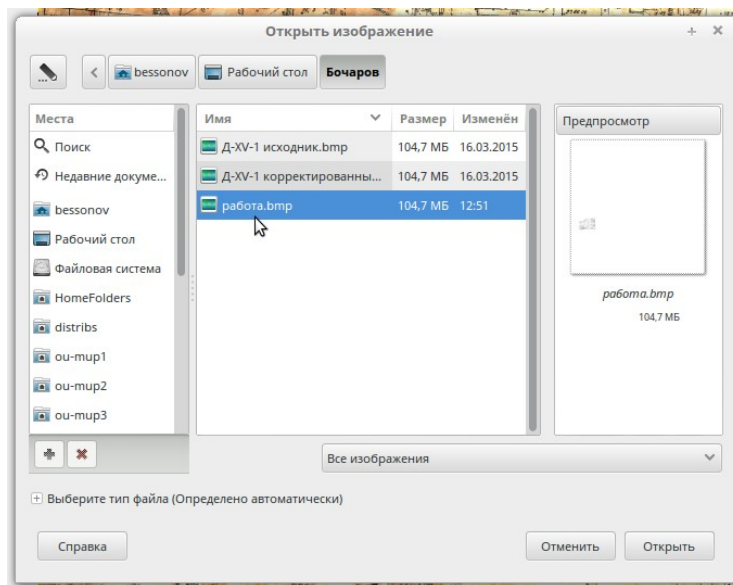 Открыть изображение
bessonov
Рабочий стол
Бочаров
Места
Поиск
Недавние докуме...
bessonov
Рабочий стол
Файловая система
HomeFolders
distribs
ou-mup1
ou-mup2
ou-mup3
Имя Размер Изменён
Д-XV-1 исходник.bmp 104,7 МБ 16.03.2015
Д-XV-1 корректированны... 104,7 МБ 16.03.2015
работа.bmp 104,7 МБ 12:51
Предпросмотр
работа.bmp
104,7 МБ
Все изображения
Выберите тип файла (Определено автоматически)
Справка
Отменить
Открыть